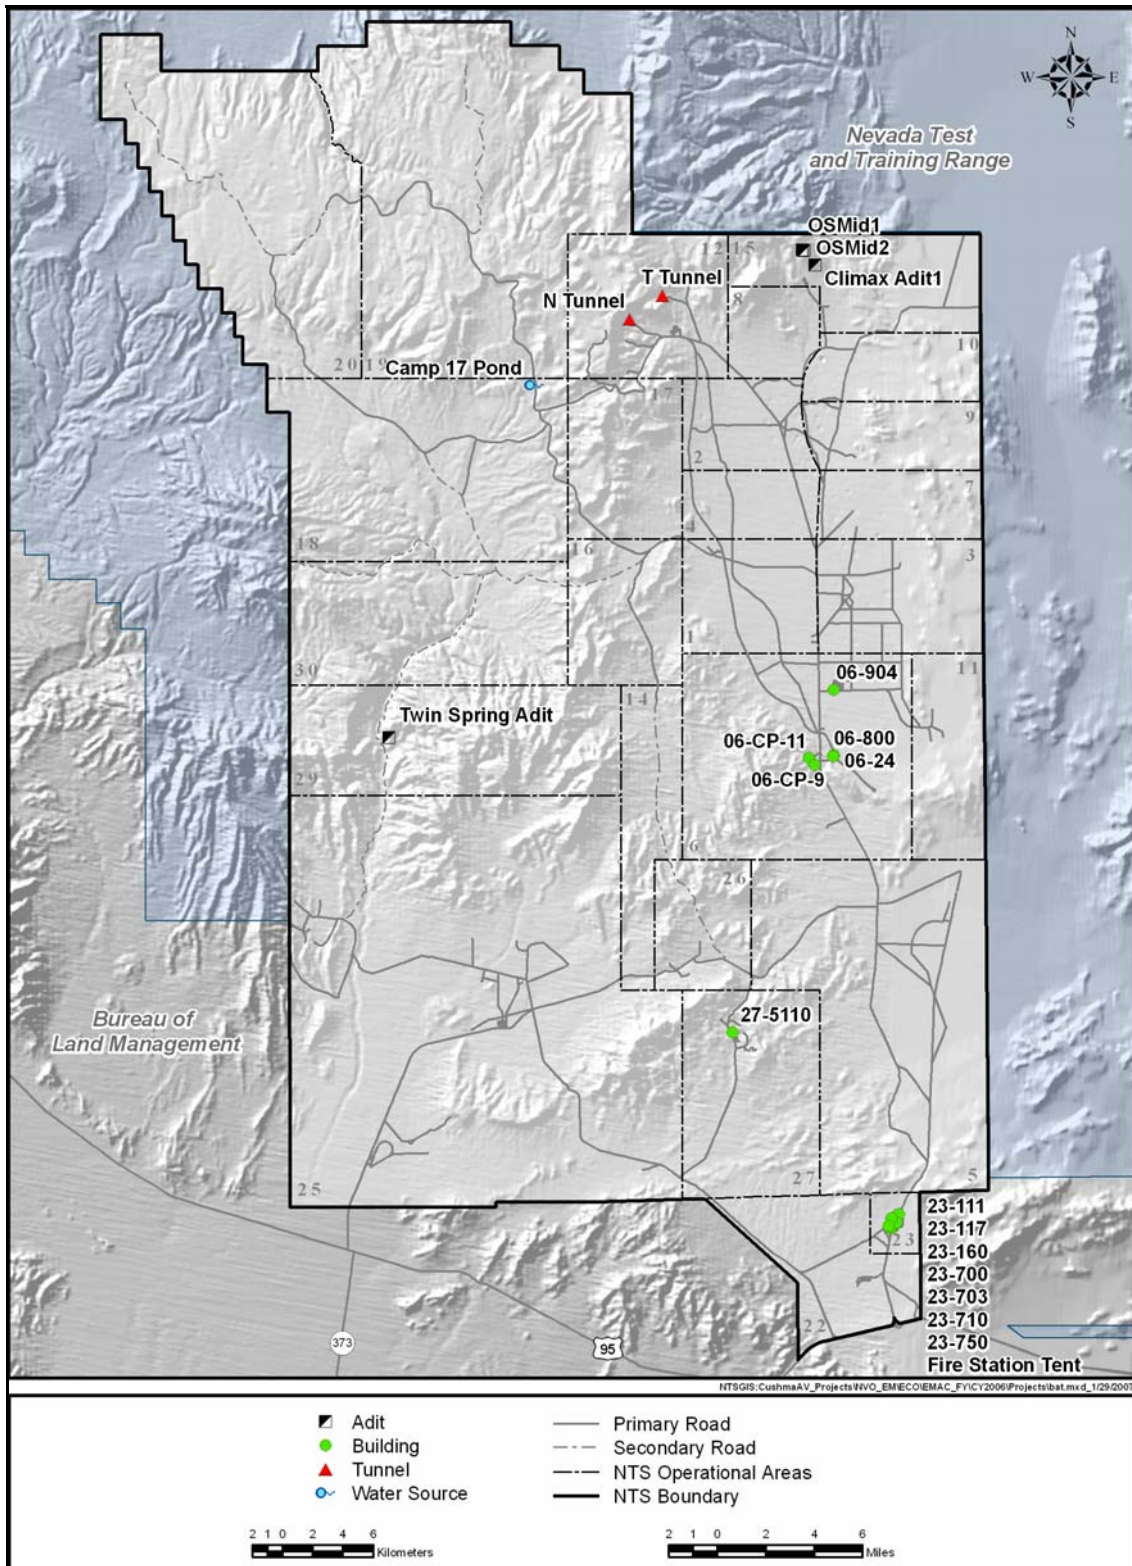 N
W E
S
Nevada Test
and Training Range
OSMid1
OSMid2
Climax Adit1
12
15
T Tunnel
N Tunnel
8
10
20
19
Camp 17 Pond
17
9
2
7
4
18
16
3
1
30
11
06-904
14
Twin Spring Adit
06-CP-11
06-800
06-24
06-CP-9
29
6
26
27-5110
Bureau of
Land Management
25
27
5
23
23-111
23-117
23-160
23-700
23-703
23-710
23-750
Fire Station Tent
22
373
95
NTSGIS:CushmaAV_Projects\NVO_EM\ECO\EMAC_FY\CY2006\Projects\bat.mxd_1/29/2007
Adit
Building
Tunnel
Water Source
Primary Road
Secondary Road
NTS Operational Areas
NTS Boundary
2 1 0 2 4 6
Kilometers
2 1 0 2 4 6
Miles